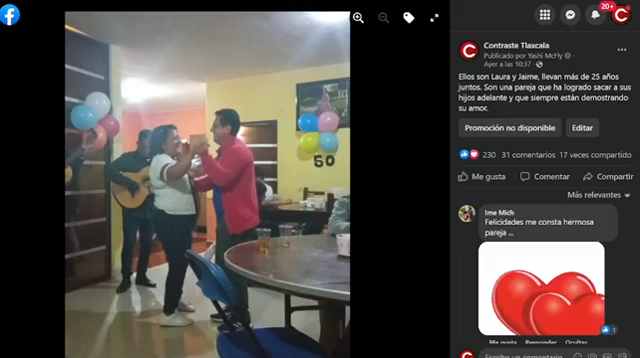 20+
Contraste Tlaxcala
Publicado por Yashi McFly
Ayer a las 10:37
Ellos son Laura y Jaime, llevan más de 25 años
juntos. Son una pareja que ha logrado sacar a sus
hijos adelante y que siempre están demostrando
su amor.
Promoción no disponible
Editar
230 31 comentarios 17 veces compartido
Me gusta Comentar Compartir
Más relevantes
Ime Mich
Felicidades me consta hermosa
pareja ...
1
Me gusta Responder Ocultar
Escribe un comentario
50